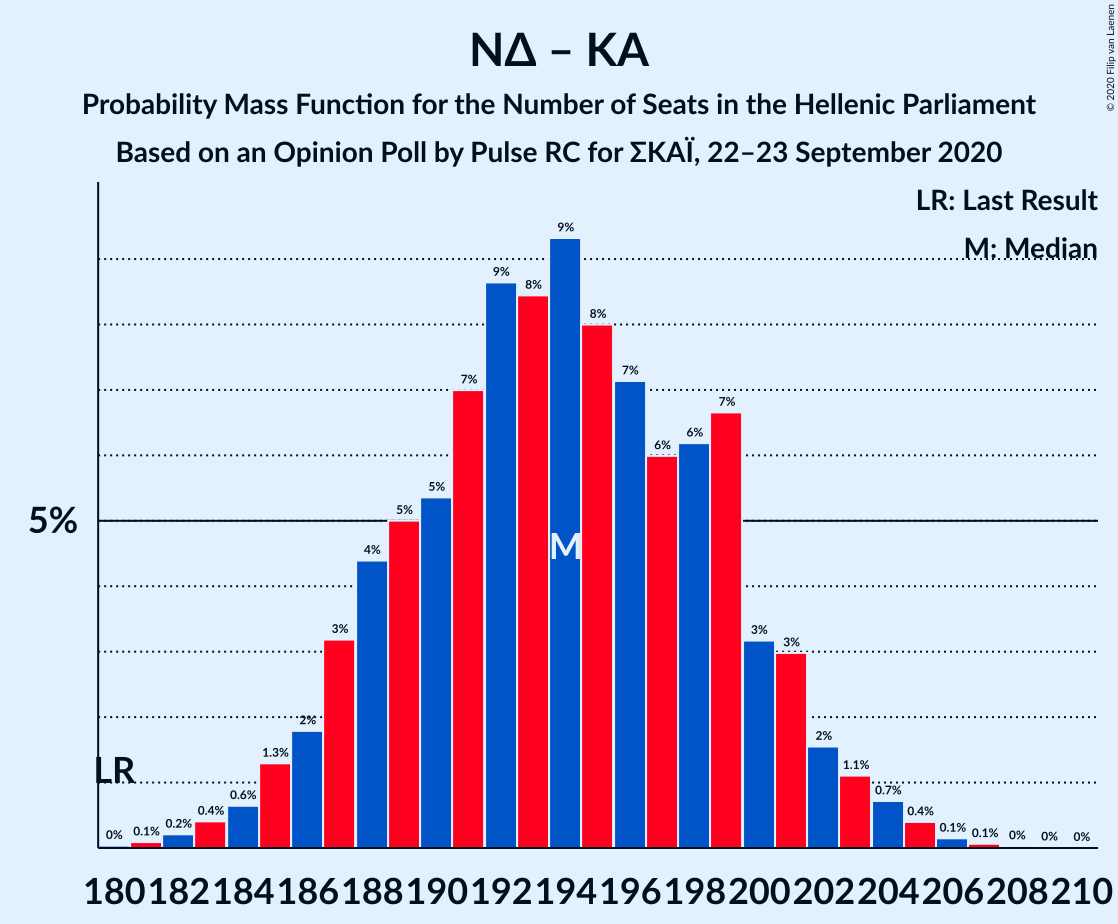 © 2020 Filip van Laenen
ΝΔ – ΚΑ
Probability Mass Function for the Number of Seats in the Hellenic Parliament
Based on an Opinion Poll by Pulse RC for ΣΚΑΪ, 22–23 September 2020
LR: Last Result
M: Median
5%
LR
M
0% 0.1% 0.2% 0.4% 0.6% 1.3% 2% 3% 4% 5% 5% 7% 9% 8% 9% 8% 7% 6% 6% 7% 3% 3% 2% 1.1% 0.7% 0.4% 0.1% 0.1% 0% 0% 0%
180 182 184 186 188 190 192 194 196 198 200 202 204 206 208 210